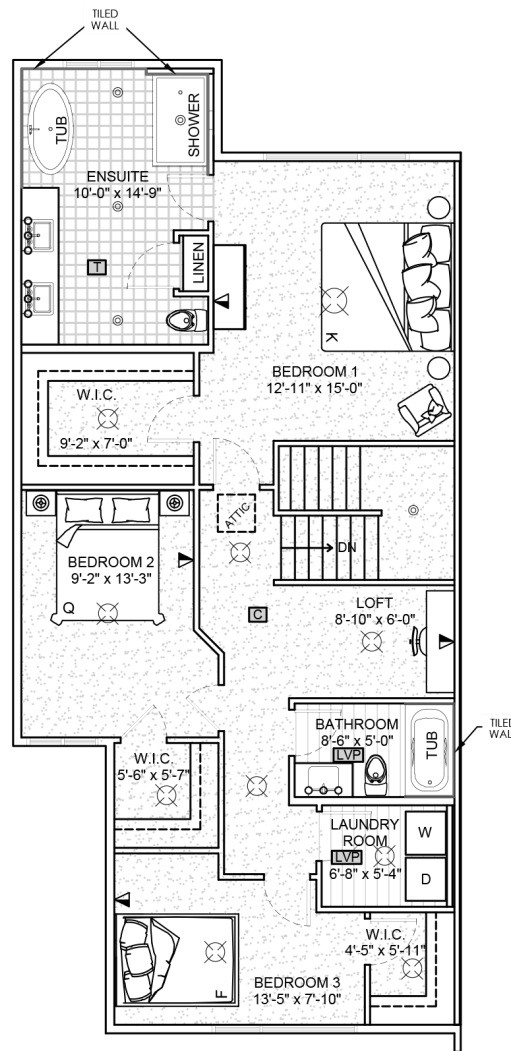 TILED
WALL
TUB
SHOWER
ENSUITE
10'-0" x 14'-9"
T
LINEN
K
BEDROOM 1
12'-11" x 15'-0"
W.I.C.
9'-2" x 7'-0"
ATTIC
DN
BEDROOM 2
9'-2" x 13'-3"
Q
C
LOFT
8'-10" x 6'-0"
BATHROOM
8'-6" x 5'-0"
LVP
TUB
TILED
WALL
W.I.C.
5'-6" x 5'-7"
LAUNDRY
ROOM
LVP
6'-8" x 5'-4"
W
D
W.I.C.
4'-5" x 5'-11"
F
BEDROOM 3
13'-5" x 7'-10"